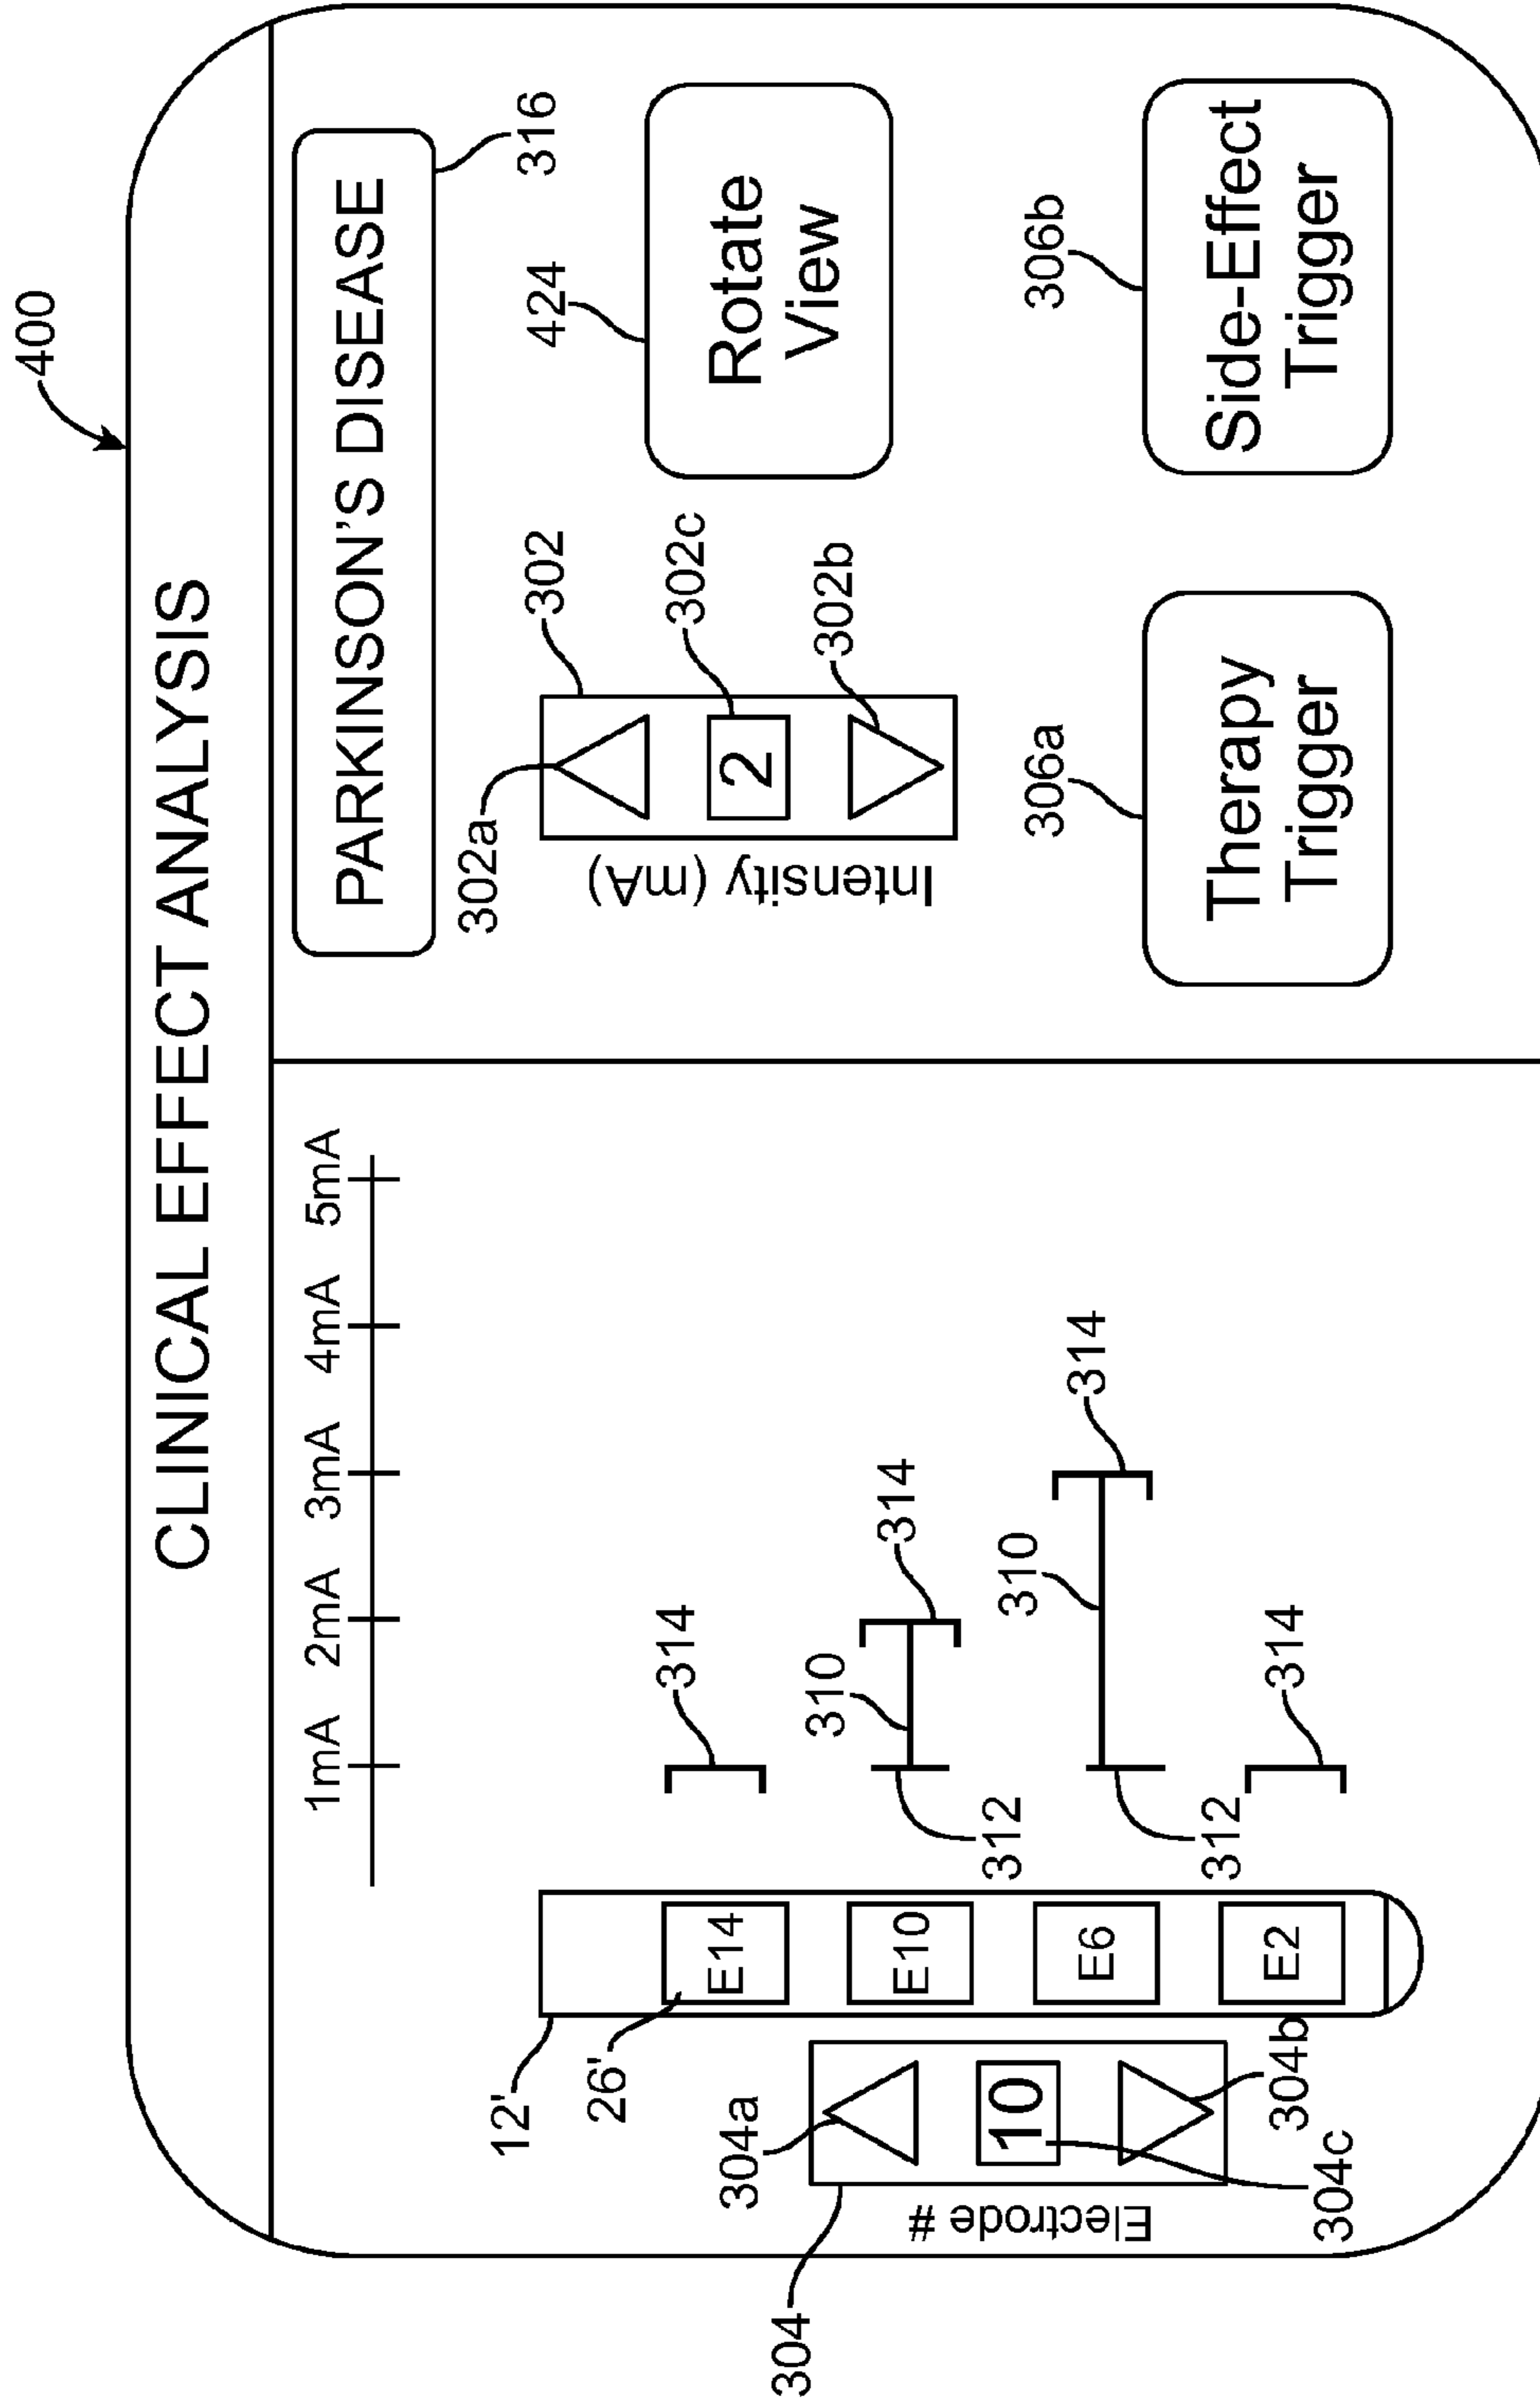 400
CLINICAL EFFECT ANALYSIS
1mA 2mA 3mA 4mA 5mA
PARKINSON'S DISEASE
316
12'
26'
304
304a
Electrode #
10
304b
304c
E14
E10
E6
E2
314
310
314
312
310
314
312
314
302a
302
302c
302b
Intensity (mA)
2
424
Rotate
View
306a
Therapy
Trigger
306b
Side-Effect
Trigger